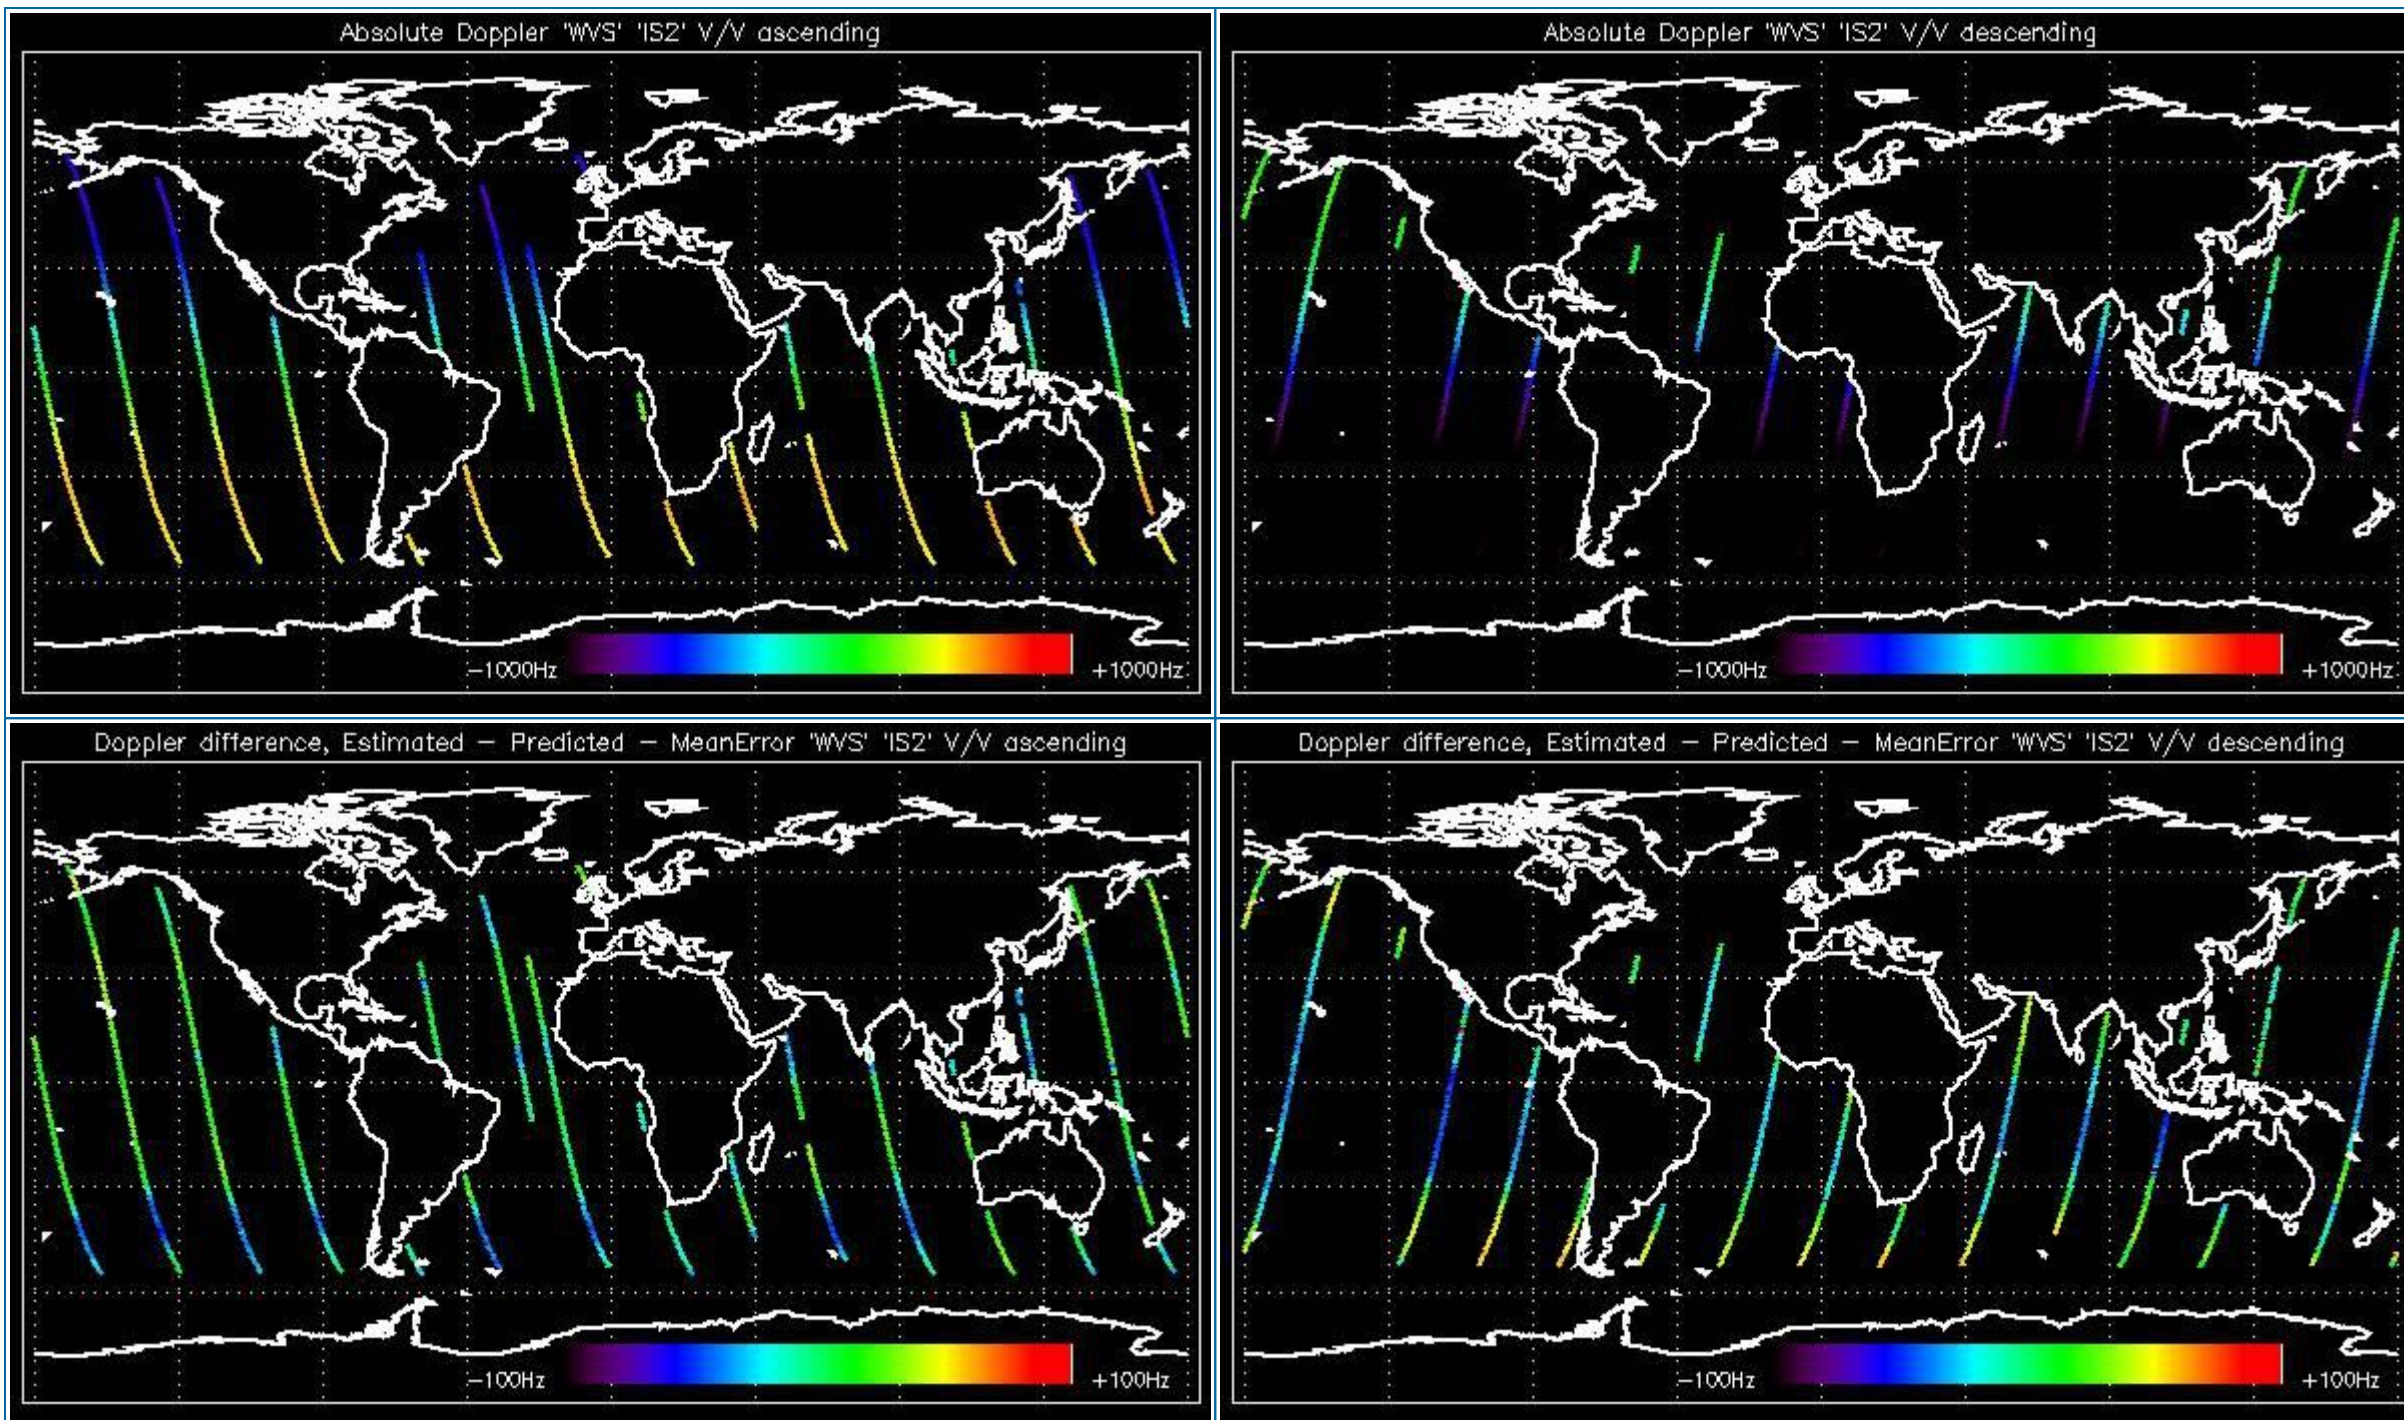 Absolute Doppler 'WVS' 'IS2' V/V ascending
-1000Hz
+1000Hz
Absolute Doppler 'WVS' 'IS2' V/V descending
-1000Hz
+1000Hz
Doppler difference, Estimated - Predicted - MeanError 'WVS' 'IS2' V/V ascending
-100Hz
+100Hz
Doppler difference, Estimated - Predicted - MeanError 'WVS' 'IS2' V/V descending
-100Hz
+100Hz